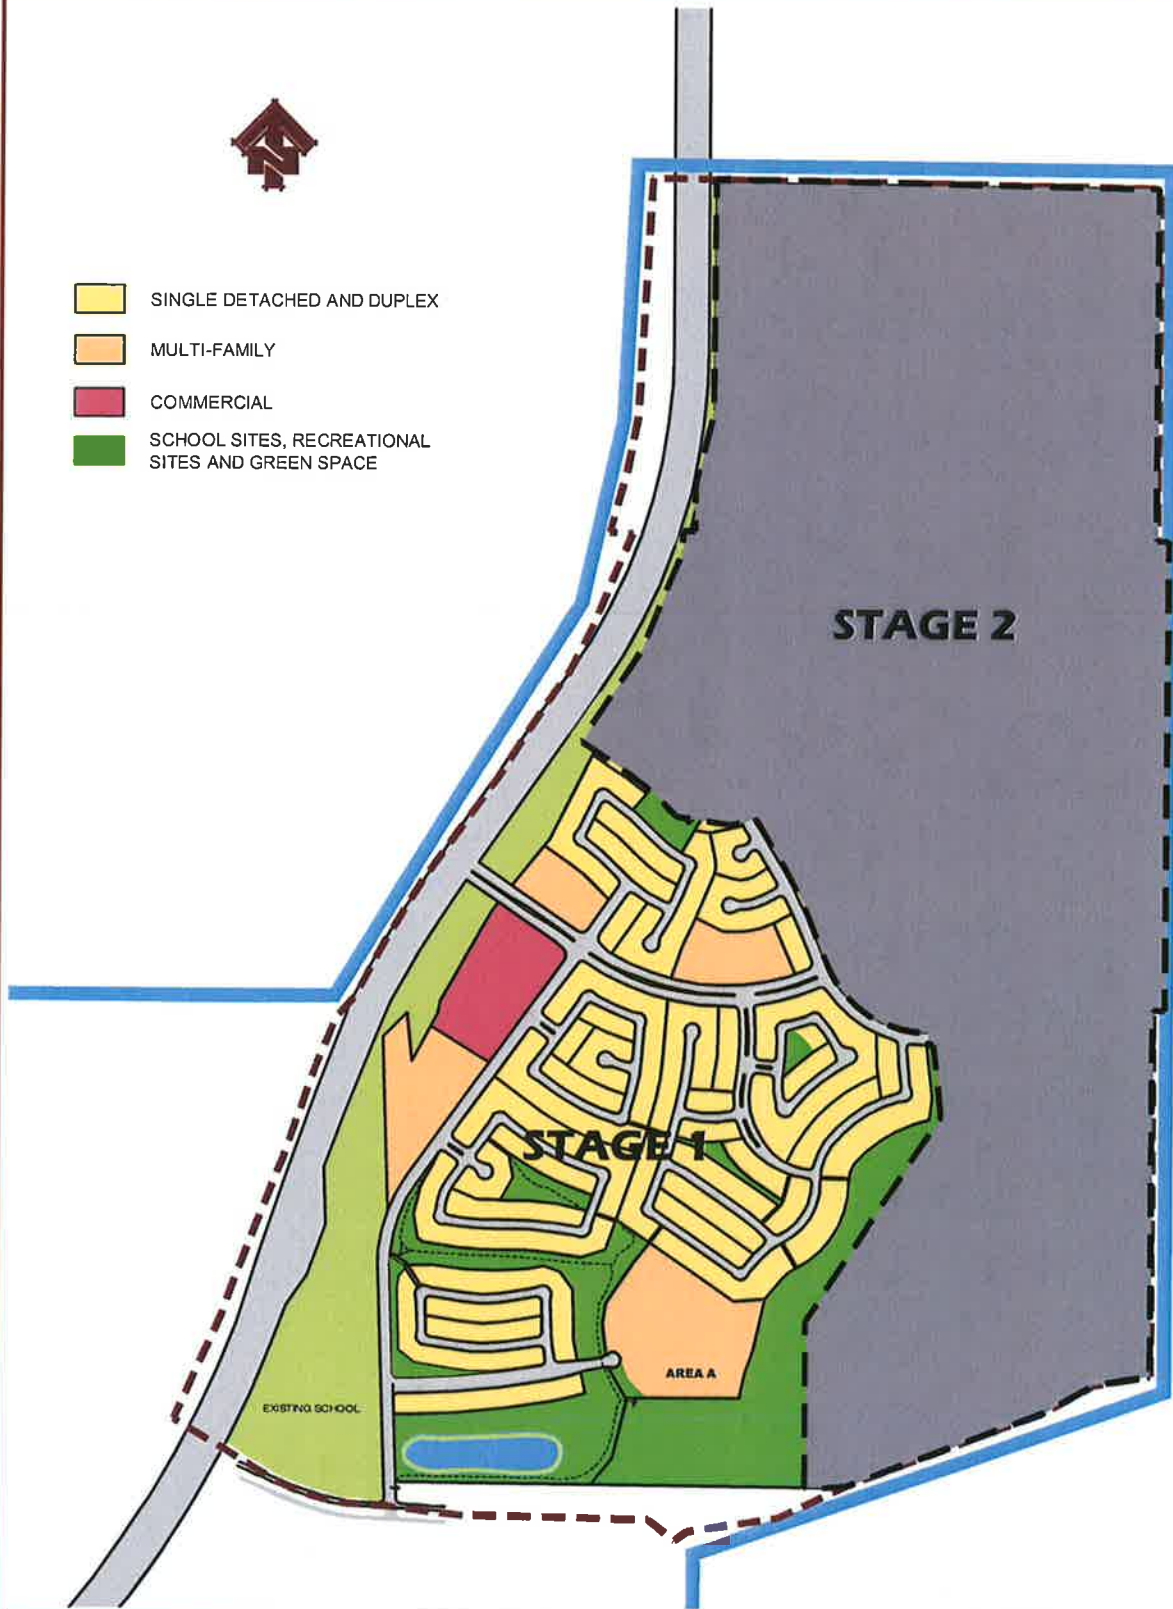 SINGLE DETACHED AND DUPLEX
MULTI-FAMILY
COMMERCIAL
SCHOOL SITES, RECREATIONAL
SITES AND GREEN SPACE
STAGE 2
STAGE 1
AREA A
EXISTING SCHOOL